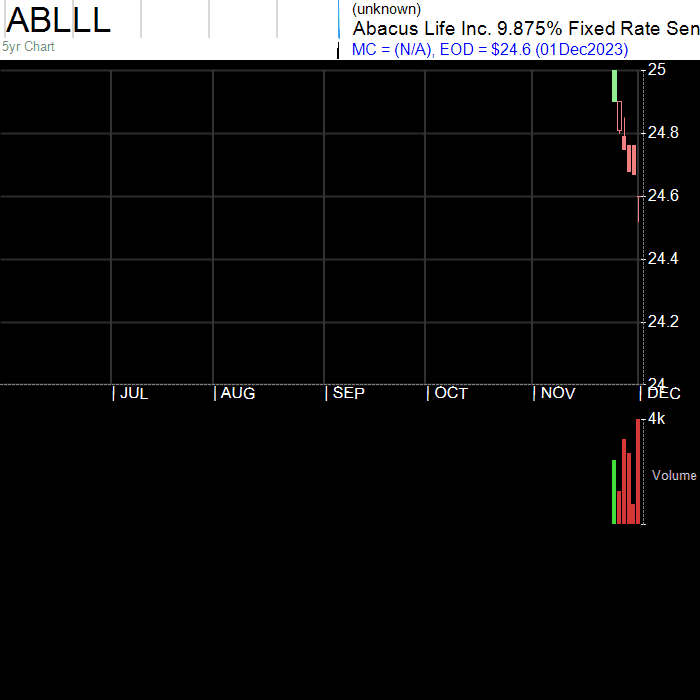 ABLLL
5yr Chart
(unknown)
Abacus Life Inc. 9.875% Fixed Rate Sen
MC = (N/A), EOD = $24.6 (01Dec2023)
25
24.8
24.6
24.4
24.2
24
JUL AUG SEP OCT NOV DEC
4k
Volume